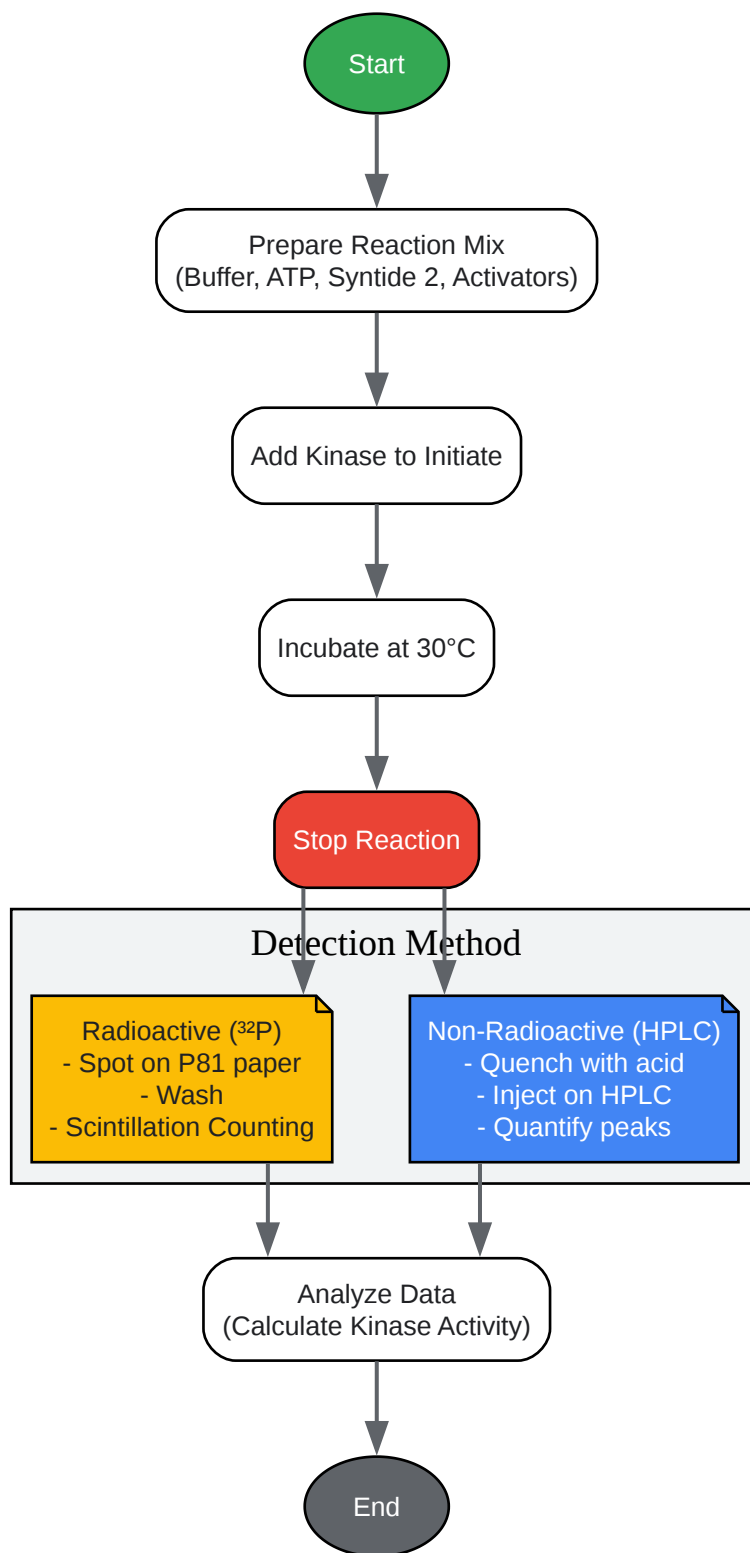 Start
Prepare Reaction Mix
(Buffer, ATP, Syntide 2, Activators)
Add Kinase to Initiate
Incubate at 30°C
Stop Reaction
Detection Method
Radioactive (³²P)
- Spot on P81 paper
- Wash
- Scintillation Counting
Non-Radioactive (HPLC)
- Quench with acid
- Inject on HPLC
- Quantify peaks
Analyze Data
(Calculate Kinase Activity)
End